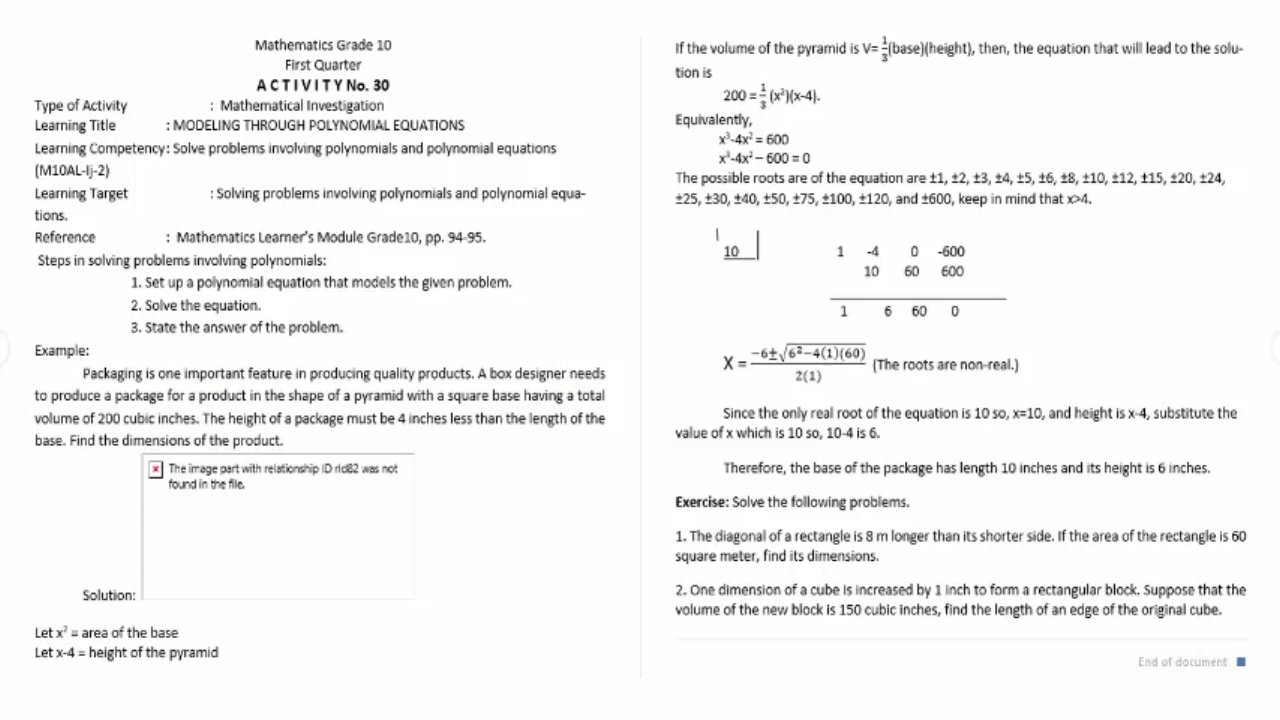 Mathematics Grade 10
First Quarter
A C T I V I T Y No. 30
Type of Activity : Mathematical Investigation
Learning Title : MODELING THROUGH POLYNOMIAL EQUATIONS
Learning Competency: Solve problems involving polynomials and polynomial equations
(M10AL-Ij-2)
Learning Target : Solving problems involving polynomials and polynomial equa-
tions.
Reference : Mathematics Learner's Module Grade10, pp. 94-95.
Steps in solving problems involving polynomials:
1. Set up a polynomial equation that models the given problem.
2. Solve the equation.
3. State the answer of the problem.
Example:
Packaging is one important feature in producing quality products. A box designer needs
to produce a package for a product in the shape of a pyramid with a square base having a total
volume of 200 cubic inches. The height of a package must be 4 inches less than the length of the
base. Find the dimensions of the product.
The image part with relationship ID rId82 was not
found in the file.
Solution:
Let x² = area of the base
Let x-4 = height of the pyramid
If the volume of the pyramid is V= 1/3(base)(height), then, the equation that will lead to the solu-
tion is
200 = 1/3 (x²)(x-4).
Equivalently,
x³-4x² = 600
x³-4x² – 600 = 0
The possible roots are of the equation are ±1, ±2, ±3, ±4, ±5, ±6, ±8, ±10, ±12, ±15, ±20, ±24,
±25, ±30, ±40, ±50, ±75, ±100, ±120, and ±600, keep in mind that x>4.
10 1 -4 0 -600
10 60 600
1 6 60 0
X = −6±√6²−4(1)(60) / 2(1) (The roots are non-real.)
Since the only real root of the equation is 10 so, x=10, and height is x-4, substitute the
value of x which is 10 so, 10-4 is 6.
Therefore, the base of the package has length 10 inches and its height is 6 inches.
Exercise: Solve the following problems.
1. The diagonal of a rectangle is 8 m longer than its shorter side. If the area of the rectangle is 60
square meter, find its dimensions.
2. One dimension of a cube is increased by 1 inch to form a rectangular block. Suppose that the
volume of the new block is 150 cubic inches, find the length of an edge of the original cube.
End of document